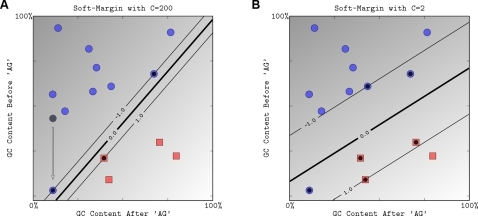 A
Soft-Margin with C=200
100%
GC Content Before 'AG'
-1.0
0.0
1.0
0%
GC Content After 'AG'
100%
B
Soft-Margin with C=2
100%
GC Content Before 'AG'
-1.0
0.0
1.0
0%
GC Content After 'AG'
100%